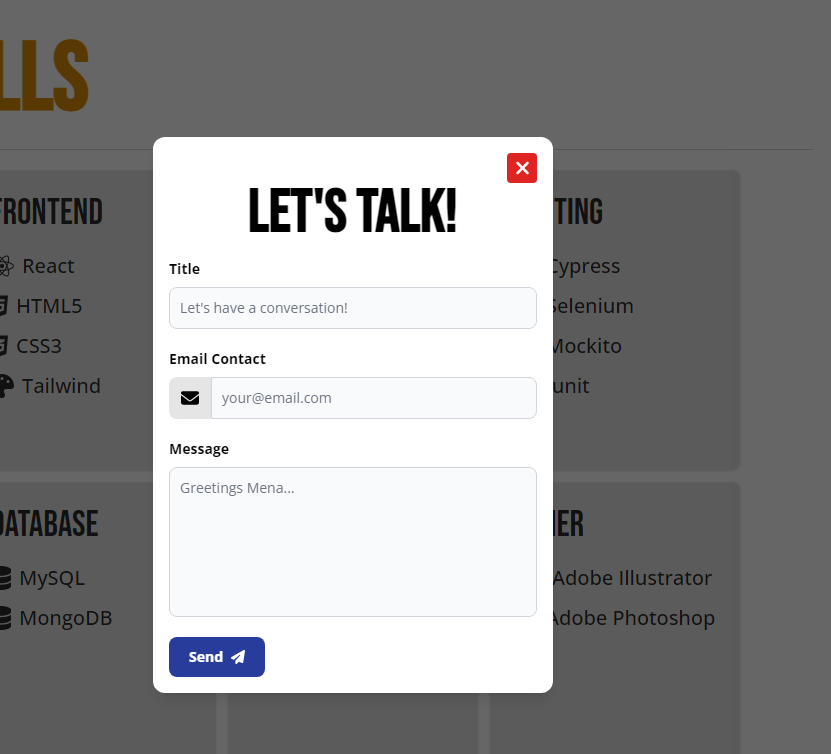 LLS
LET'S TALK!
Title
Let's have a conversation!
Email Contact
your@email.com
Message
Greetings Mena...
Send
FRONTEND
React
HTML5
CSS3
Tailwind
TING
Cypress
Selenium
Mockito
unit
DATABASE
MySQL
MongoDB
HER
Adobe Illustrator
Adobe Photoshop